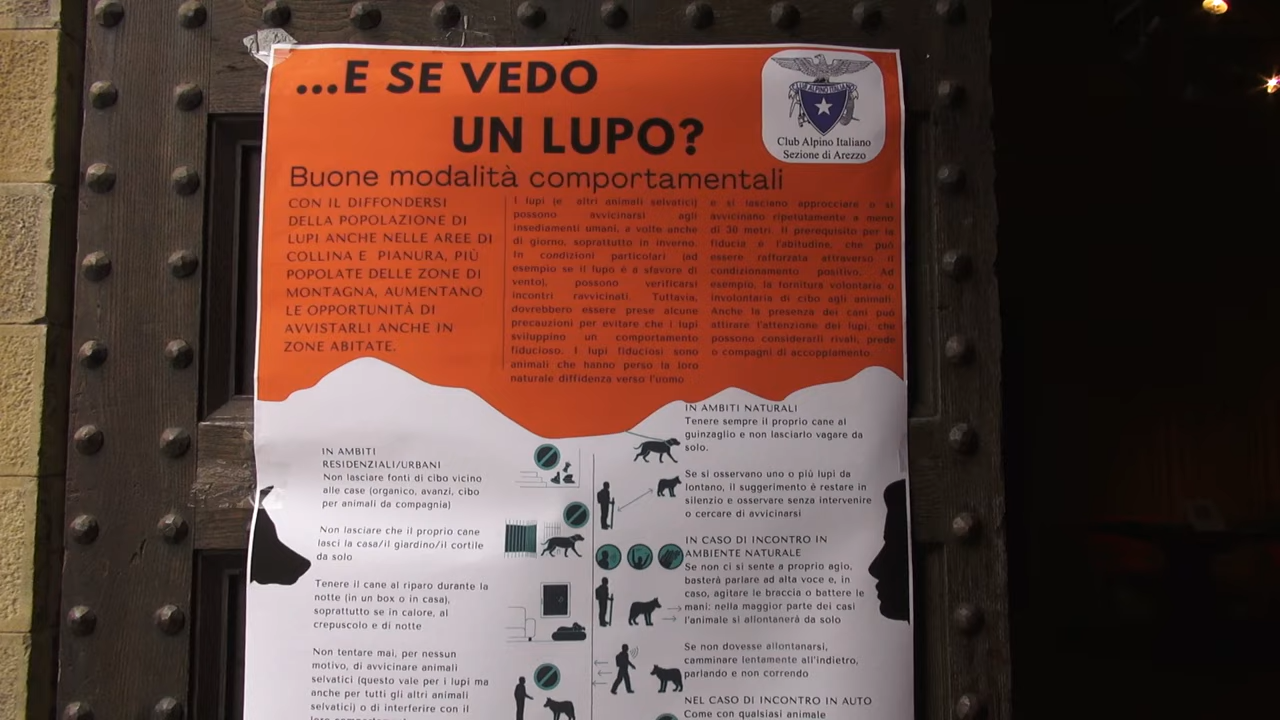 ...E SE VEDO
UN LUPO?
CLUB ALPINO ITALIANO
Club Alpino Italiano
Sezione di Arezzo
Buone modalità comportamentali
CON IL DIFFONDERSI
DELLA POPOLAZIONE DI
LUPI ANCHE NELLE AREE DI
COLLINA E PIANURA, PIÙ
POPOLATE DELLE ZONE DI
MONTAGNA, AUMENTANO
LE OPPORTUNITÀ DI
AVVISTARLI ANCHE IN
ZONE ABITATE.
I lupi (e altri animali selvatici)
possono avvicinarsi agli
insediamenti umani, a volte anche
di giorno, soprattutto in inverno.
In condizioni particolari (ad
esempio se il lupo è a sfavore di
vento), possono verificarsi
incontri ravvicinati. Tuttavia,
dovrebbero essere prese alcune
precauzioni per evitare che i lupi
sviluppino un comportamento
fiducioso. I lupi fiduciosi sono
animali che hanno perso la loro
naturale diffidenza verso l'uomo
e si lasciano approcciare o si
avvicinano ripetutamente a meno
di 30 metri. Il prerequisito per la
fiducia è l'abitudine, che può
essere rafforzata attraverso il
condizionamento positivo. Ad
esempio, la fornitura volontaria o
involontaria di cibo agli animali.
Anche la presenza dei cani può
attirare l'attenzione dei lupi, che
possono considerarli rivali, prede
o compagni di accoppiamento
IN AMBITI
RESIDENZIALI/URBANI
Non lasciare fonti di cibo vicino
alle case (organico, avanzi, cibo
per animali da compagnia)
Non lasciare che il proprio cane
lasci la casa/il giardino/il cortile
da solo
Tenere il cane al riparo durante la
notte (in un box o in casa),
soprattutto se in calore, al
crepuscolo e di notte
Non tentare mai, per nessun
motivo, di avvicinare animali
selvatici (questo vale per i lupi ma
anche per tutti gli altri animali
selvatici) o di interferire con il
loro
IN AMBITI NATURALI
Tenere sempre il proprio cane al
guinzaglio e non lasciarlo vagare da
solo.
Se si osservano uno o più lupi da
lontano, il suggerimento è restare in
silenzio e osservare senza intervenire
o cercare di avvicinarsi
IN CASO DI INCONTRO IN
AMBIENTE NATURALE
Se non ci si sente a proprio agio,
basterà parlare ad alta voce e, in
caso, agitare le braccia o battere le
mani: nella maggior parte dei casi
l'animale si allontanerà da solo
Se non dovesse allontanarsi,
camminare lentamente all'indietro,
parlando e non correndo
NEL CASO DI INCONTRO IN AUTO
Come con qualsiasi animale